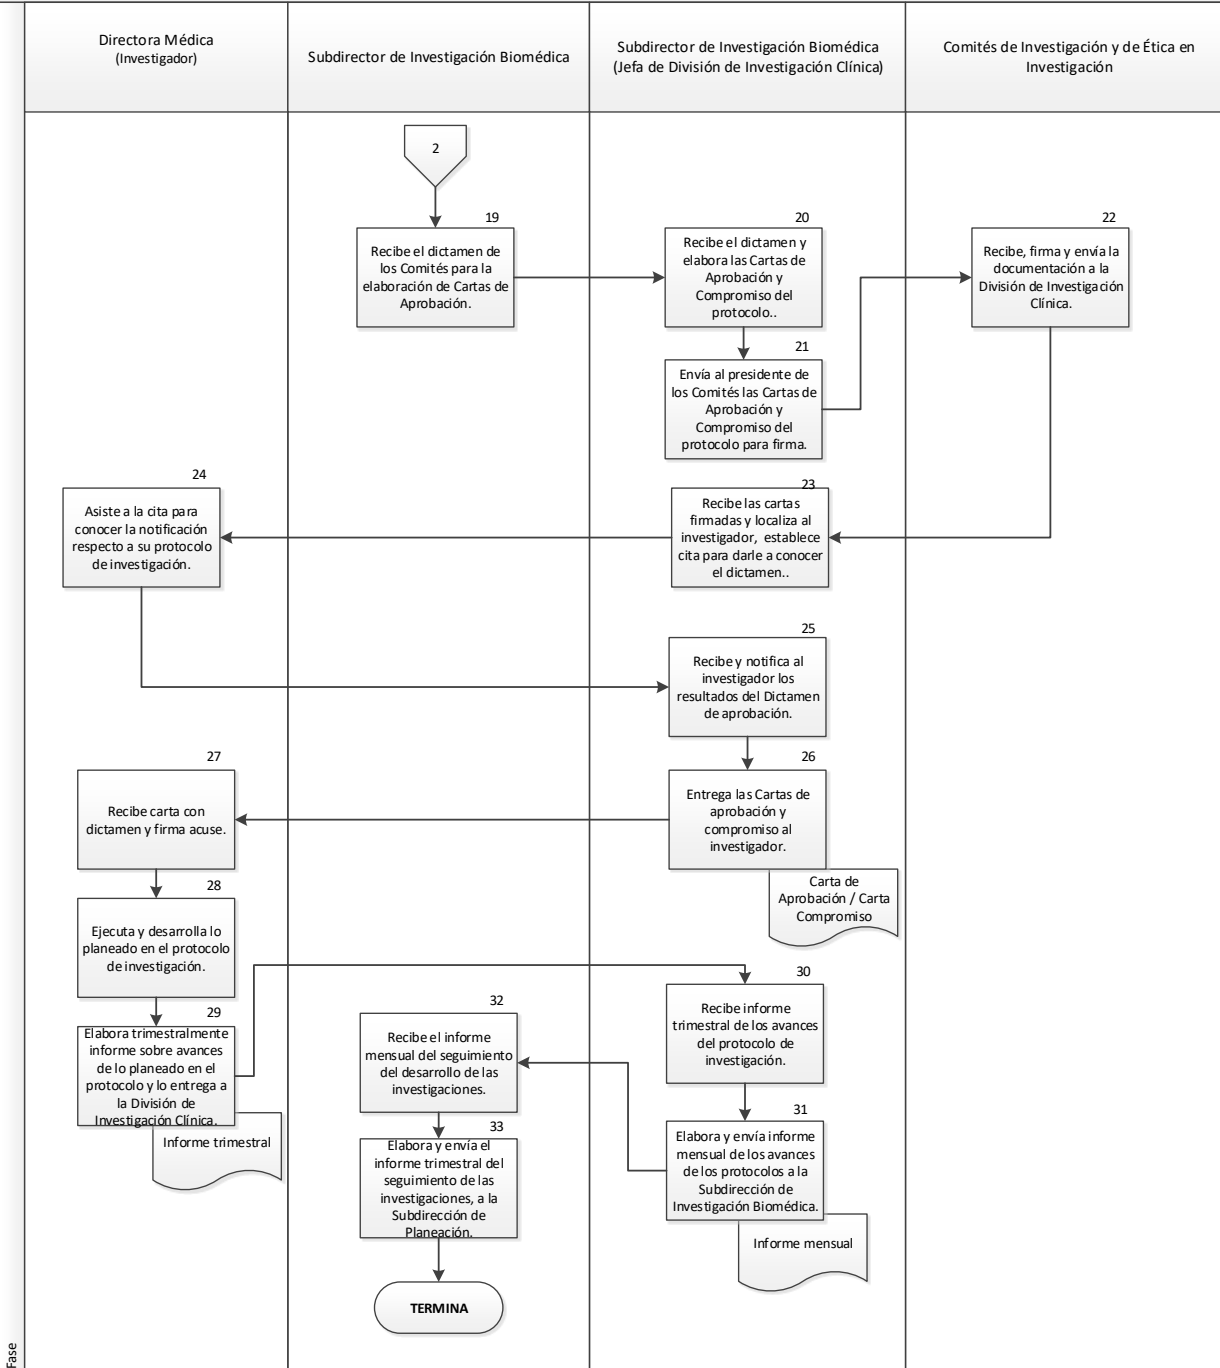 Directora Médica
(Investigador)
Subdirector de Investigación Biomédica
Subdirector de Investigación Biomédica
(Jefa de División de Investigación Clínica)
Comités de Investigación y de Ética en
Investigación
2
19
Recibe el dictamen de
los Comités para la
elaboración de Cartas de
Aprobación.
20
Recibe el dictamen y
elabora las Cartas de
Aprobación y
Compromiso del
protocolo..
22
Recibe, firma y envía la
documentación a la
División de Investigación
Clínica.
21
Envía al presidente de
los Comités las Cartas de
Aprobación y
Compromiso del
protocolo para firma.
24
Asiste a la cita para
conocer la notificación
respecto a su protocolo
de investigación.
23
Recibe las cartas
firmadas y localiza al
investigador, establece
cita para darle a conocer
el dictamen..
25
Recibe y notifica al
investigador los
resultados del Dictamen
de aprobación.
27
Recibe carta con
dictamen y firma acuse.
26
Entrega las Cartas de
aprobación y
compromiso al
investigador.
Carta de
Aprobación / Carta
Compromiso
28
Ejecuta y desarrolla lo
planeado en el protocolo
de investigación.
29
Elabora trimestralmente
informe sobre avances
de lo planeado en el
protocolo y lo entrega a
la División de
Investigación Clínica.
Informe trimestral
30
Recibe informe
trimestral de los avances
del protocolo de
investigación.
32
Recibe el informe
mensual del seguimiento
del desarrollo de las
investigaciones.
31
Elabora y envía informe
mensual de los avances
de los protocolos a la
Subdirección de
Investigación Biomédica.
Informe mensual
33
Elabora y envía el
informe trimestral del
seguimiento de las
investigaciones, a la
Subdirección de
Planeación.
TERMINA
Fase